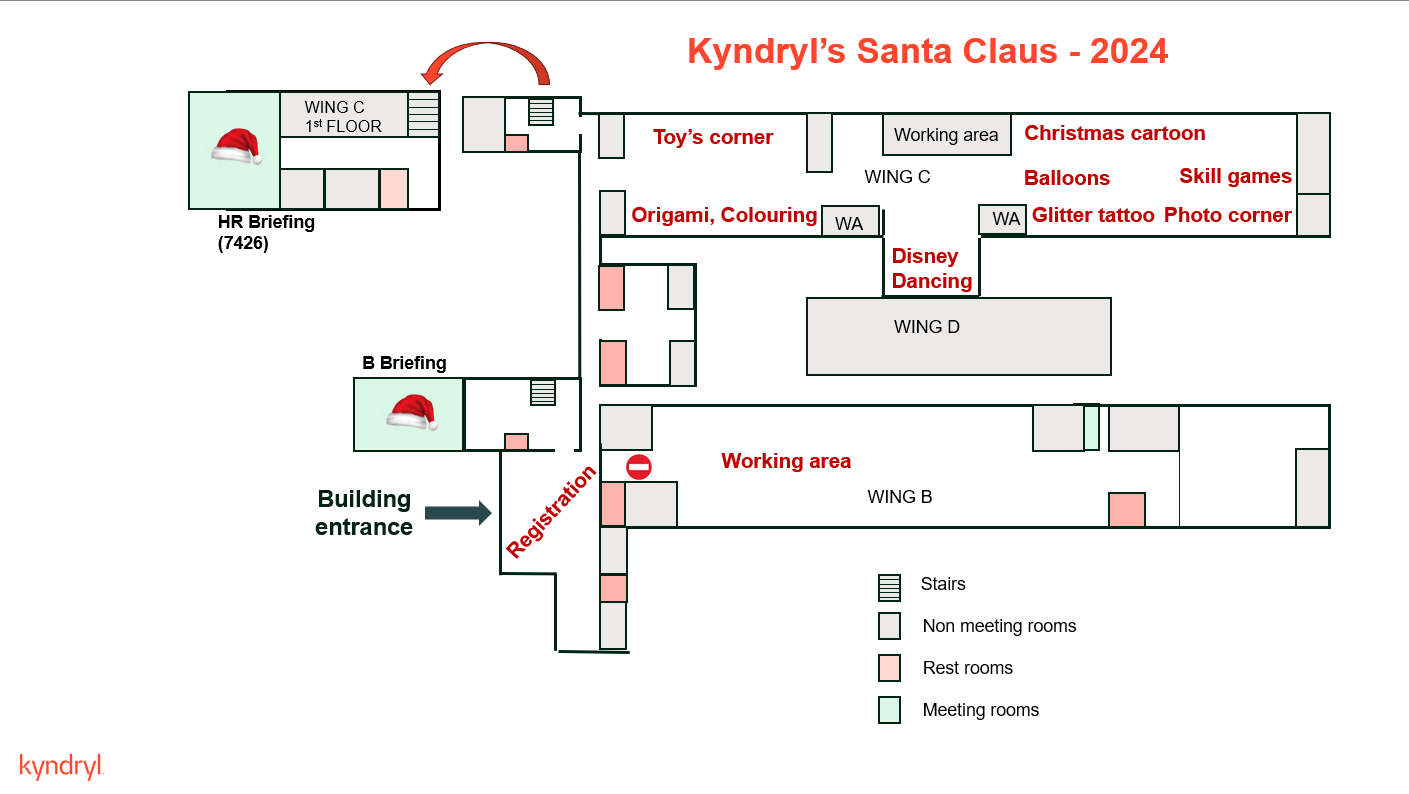 Kyndryl’s Santa Claus - 2024
WING C
1st FLOOR
HR Briefing
(7426)
Toy’s corner
Working area
Christmas cartoon
WING C
Balloons
Skill games
Origami, Colouring
WA
WA
Glitter tattoo
Photo corner
Disney
Dancing
WING D
B Briefing
Working area
WING B
Building
entrance
Registration
Stairs
Non meeting rooms
Rest rooms
Meeting rooms
kyndryl